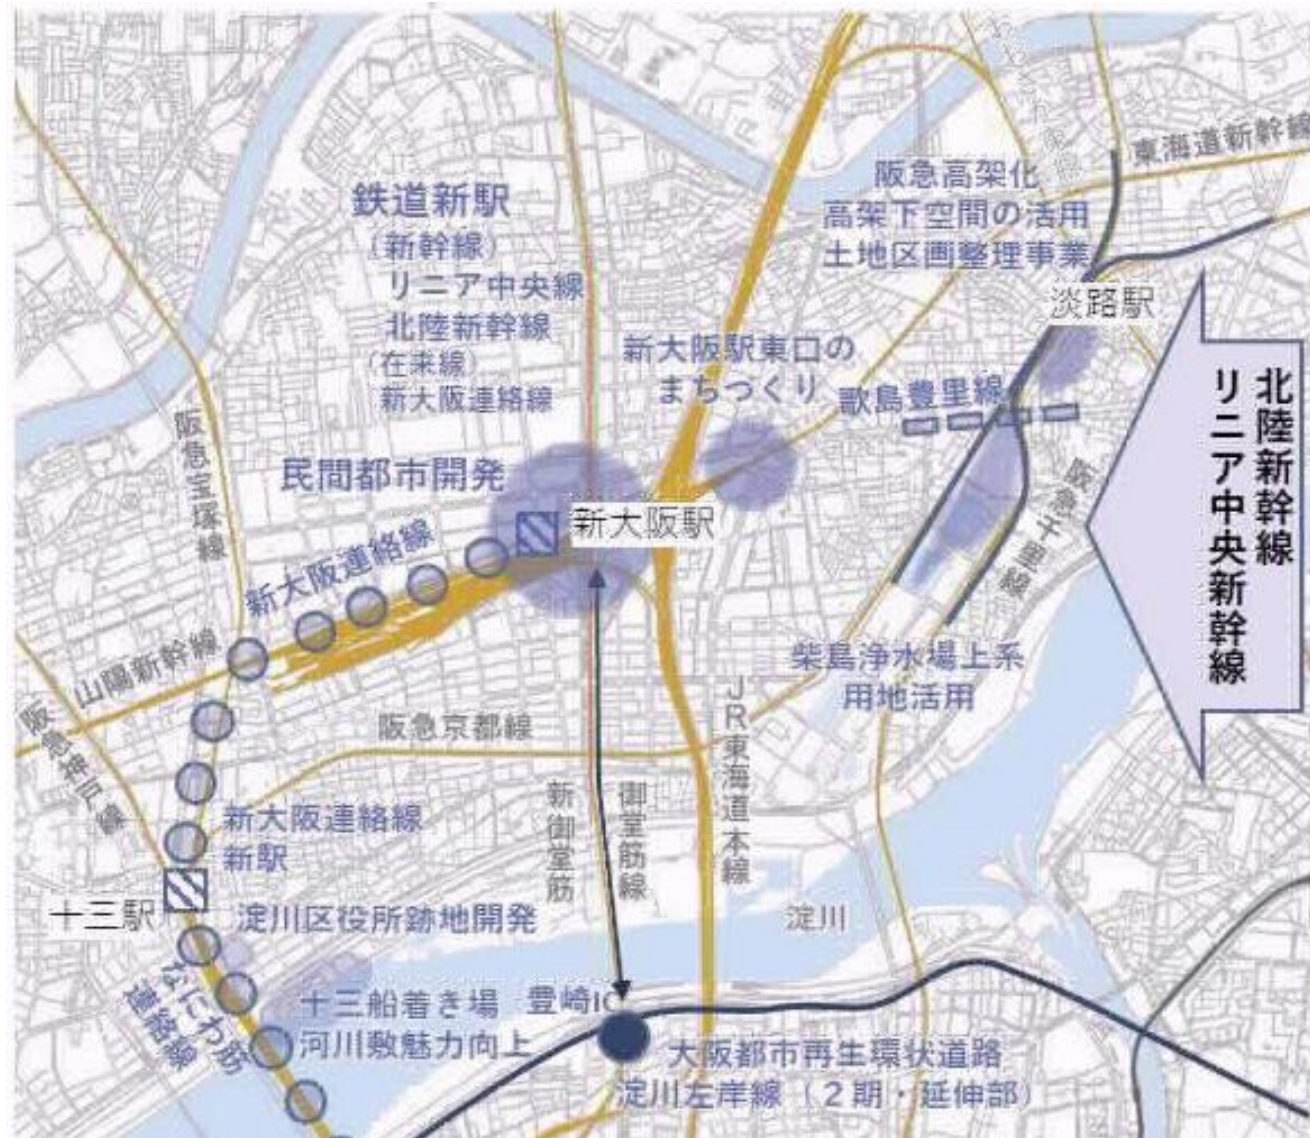 東海道新幹線
阪急高架化
高架下空間の活用
土地区画整理事業
鉄道新駅
(新幹線)
リニア中央線
北陸新幹線
(在来線)
新大阪連絡線
淡路駅
新大阪駅東口の
まちづくり
歌島豊里線
北陸新幹線
リニア中央新幹線
阪急宝塚線
民間都市開発
新大阪駅
阪急千里線
新大阪連絡線
山陽新幹線
柴島浄水場上系
用地活用
阪急神戸線
阪急京都線
JR東海道本線
新御堂筋
御堂筋線
新大阪連絡線
新駅
十三駅
淀川区役所跡地開発
淀川
なにわ筋
連絡線
十三船着き場
河川敷魅力向上
豊崎IC
大阪都市再生環状道路
淀川左岸線(2期・延伸部)